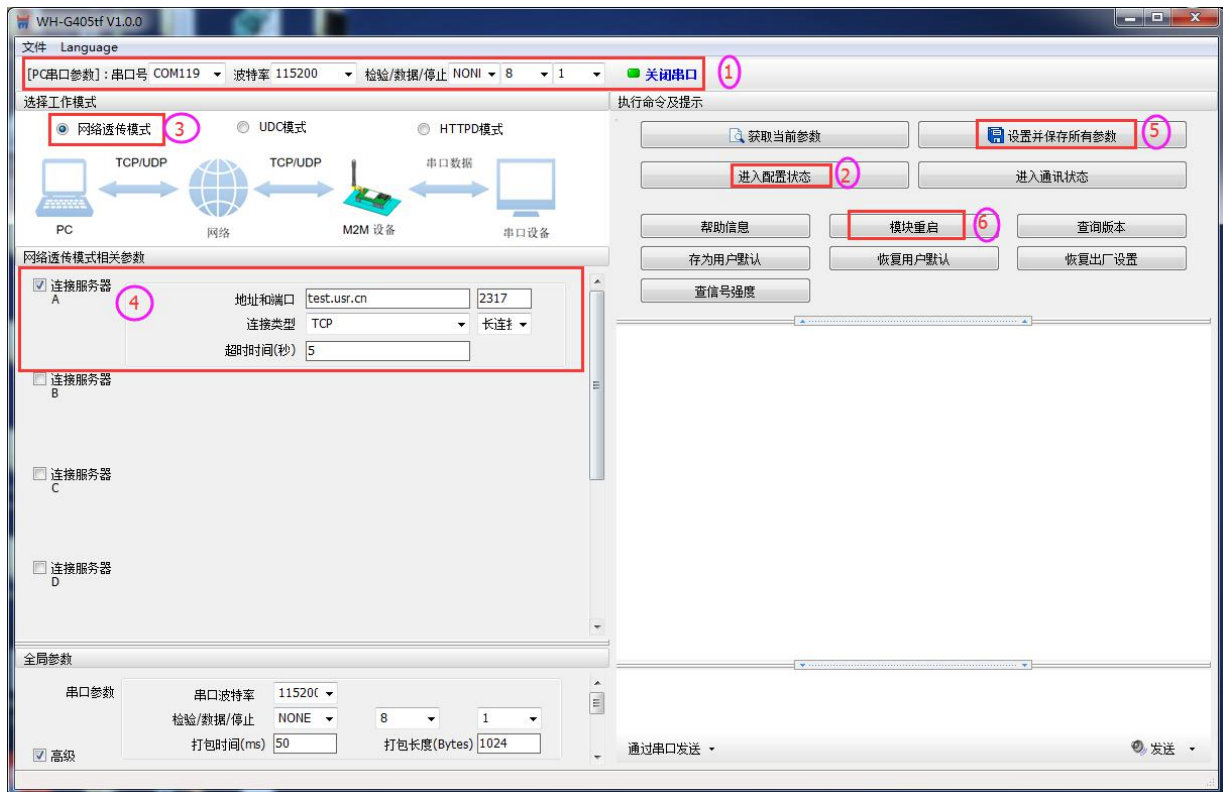 WH-G405tf V1.0.0
文件 Language
[PC串口参数]：串口号 COM119 波特率 115200 检验/数据/停止 NONI 8 1 关闭串口 1
选择工作模式
网络透传模式 3 UDC模式 HTTPD模式
TCP/UDP TCP/UDP 串口数据
PC 网络 M2M 设备 串口设备
网络透传模式相关参数
连接服务器
A
4
地址和端口 test.usr.cn 2317
连接类型 TCP 长连接
超时时间(秒) 5
连接服务器
B
连接服务器
C
连接服务器
D
全局参数
串口参数 串口波特率 11520(
检验/数据/停止 NONE 8 1
打包时间(ms) 50 打包长度(Bytes) 1024
高级
执行命令及提示
获取当前参数 设置并保存所有参数 5
进入配置状态 2 进入通讯状态
帮助信息 模块重启 6 查询版本
存为用户默认 恢复用户默认 恢复出厂设置
查信号强度
通过串口发送 发送